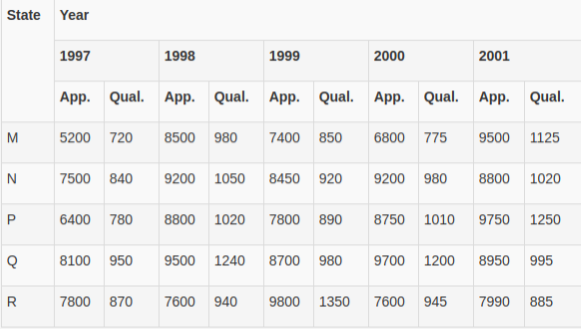 State Year
1997 1998 1999 2000 2001
App. Qual. App. Qual. App. Qual. App. Qual. App. Qual.
M 5200 720 8500 980 7400 850 6800 775 9500 1125
N 7500 840 9200 1050 8450 920 9200 980 8800 1020
P 6400 780 8800 1020 7800 890 8750 1010 9750 1250
Q 8100 950 9500 1240 8700 980 9700 1200 8950 995
R 7800 870 7600 940 9800 1350 7600 945 7990 885